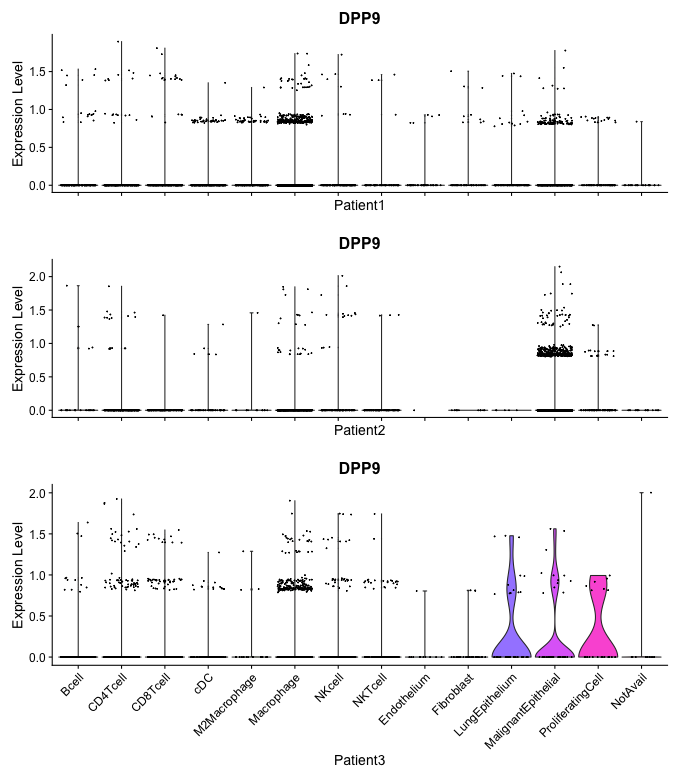 DPP9
Expression Level
1.5
1.0
0.5
0.0
Patient1
DPP9
Expression Level
2.0
1.5
1.0
0.5
0.0
Patient2
DPP9
Expression Level
2.0
1.5
1.0
0.5
0.0
Bcell
CD4Tcell
CD8Tcell
cDC
M2Macrophage
Macrophage
NKcell
NKTcell
Endothelium
Fibroblast
LungEpithelium
MalignantEpithelial
ProliferatingCell
NotAvail
Patient3